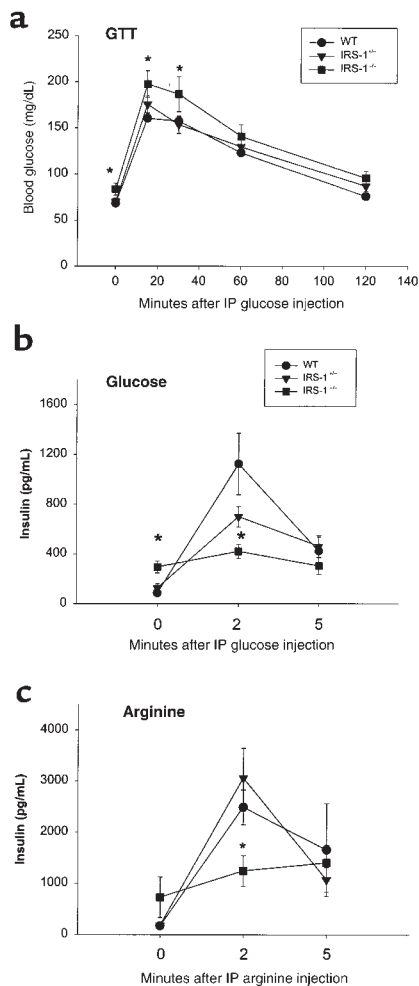 a
GTT
WT
IRS-1+/-
IRS-1-/-
250
200
150
100
50
0
Blood glucose (mg/dL)
*
*
*
0 20 40 60 80 100 120 140
Minutes after IP glucose injection
b
Glucose
WT
IRS-1+/-
IRS-1-/-
1600
1200
800
400
0
Insulin (pg/mL)
*
*
0 2 5
Minutes after IP glucose injection
c
Arginine
4000
3000
2000
1000
0
Insulin (pg/mL)
*
0 2 5
Minutes after IP arginine injection